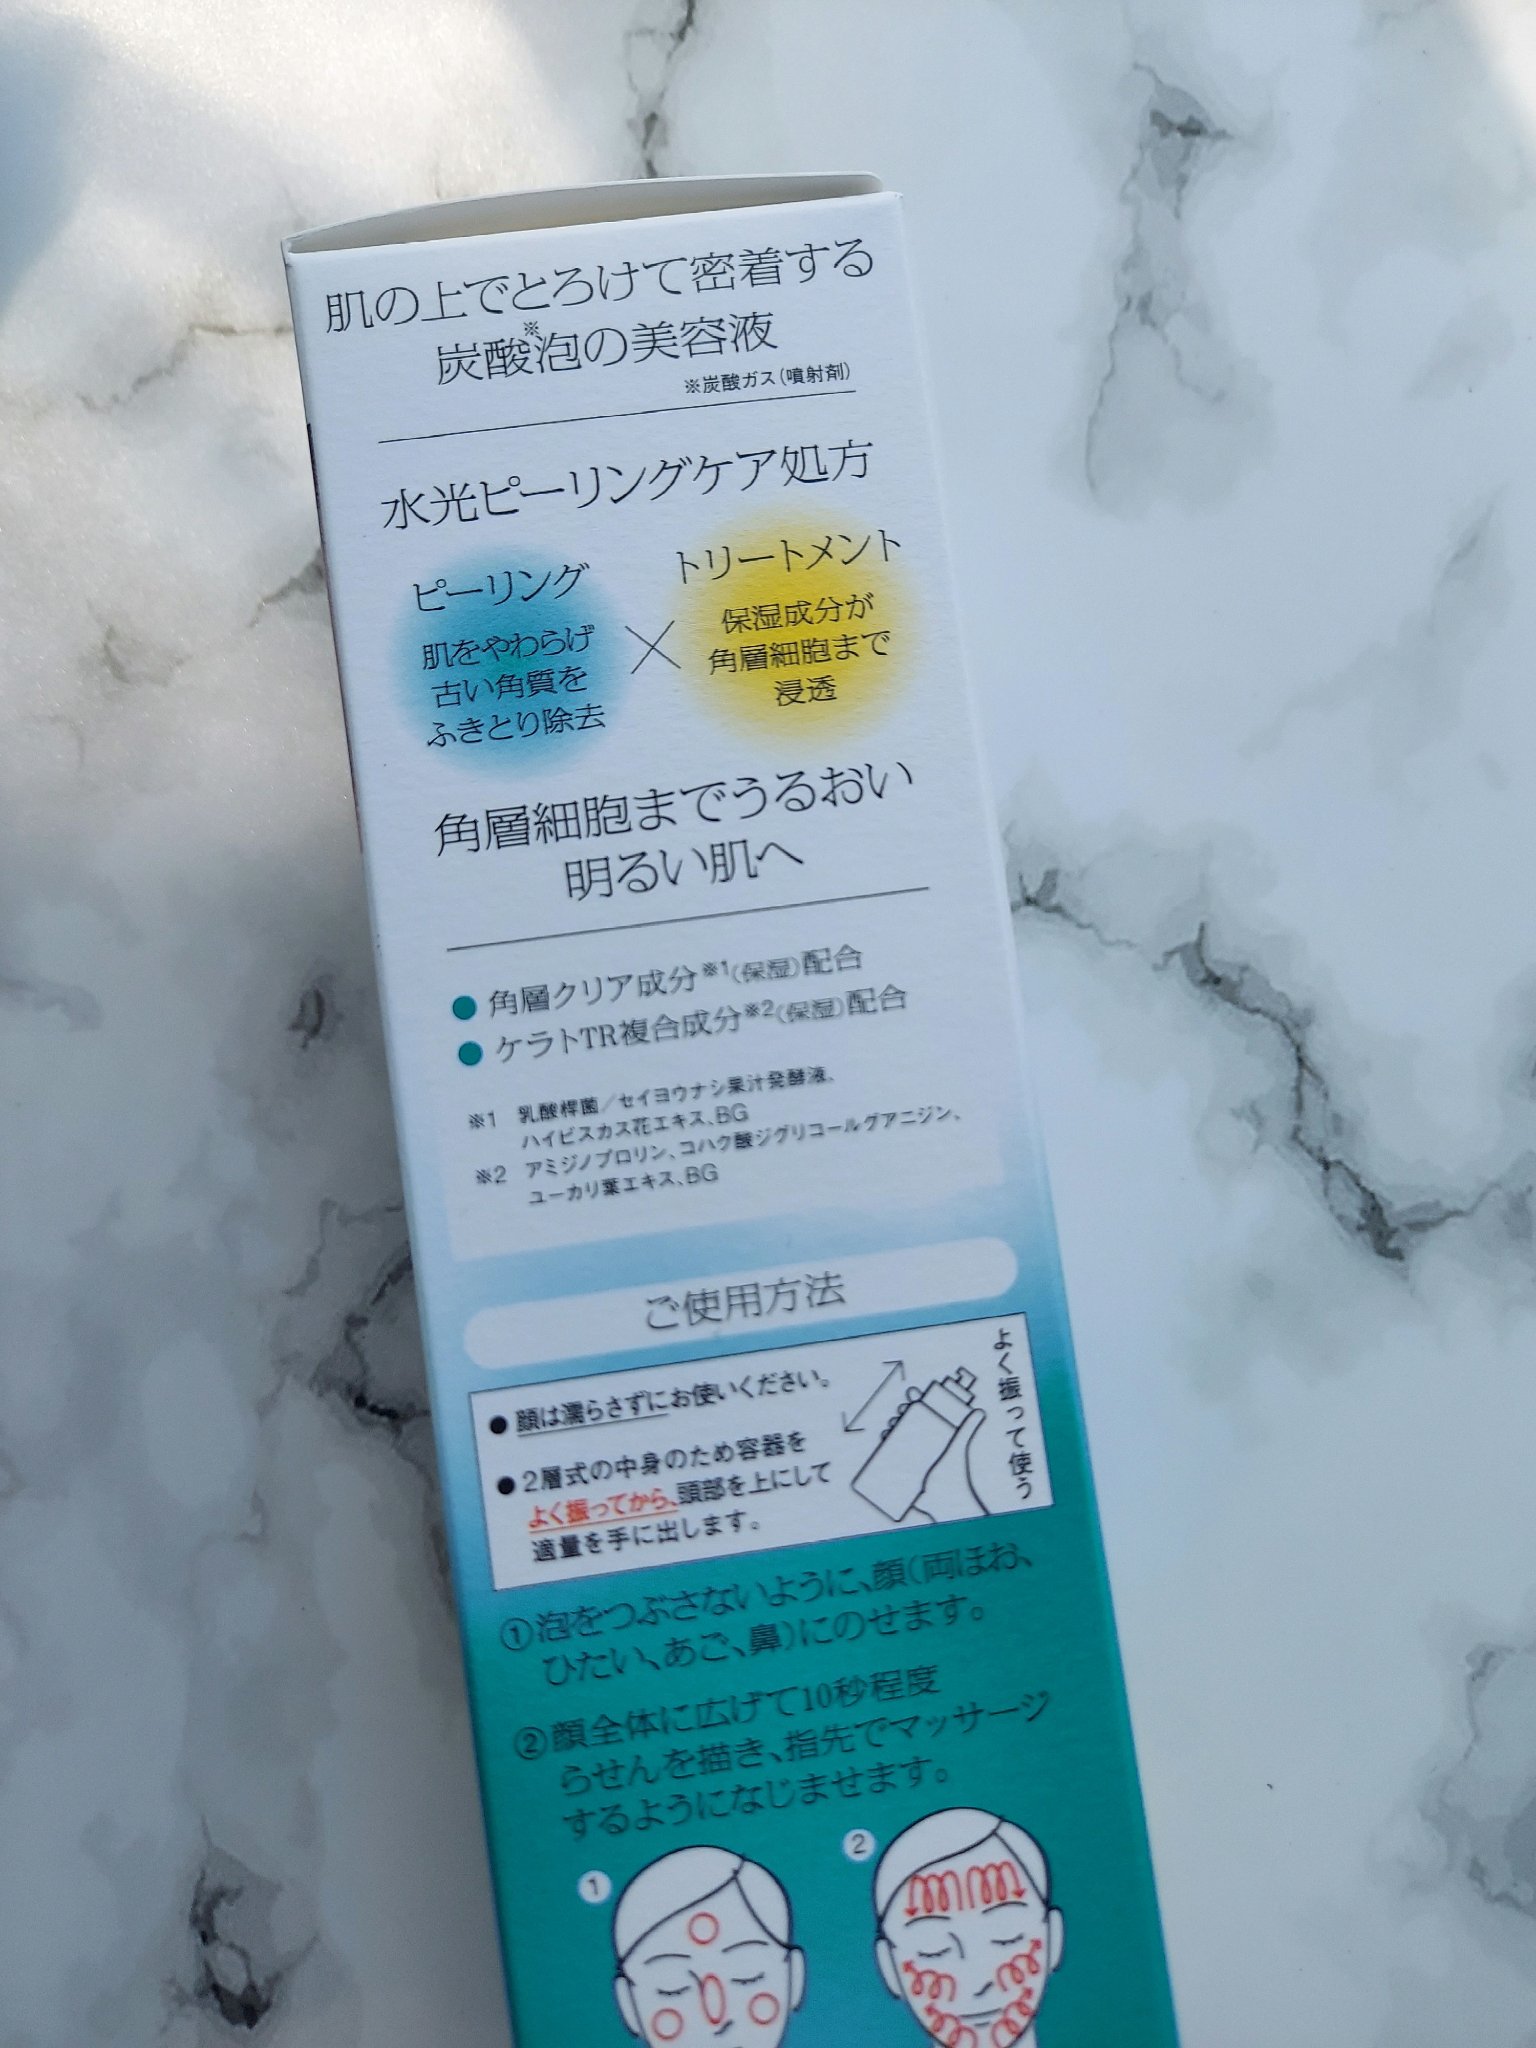 肌の上でとろけて密着する
炭酸※泡の美容液
※炭酸ガス(噴射剤)
水光ピーリングケア処方
ピーリング
肌をやわらげ
古い角質を
ふきとり除去
×
トリートメント
保湿成分が
角層細胞まで
浸透
角層細胞までうるおい
明るい肌へ
● 角層クリア成分※1(保湿)配合
● ケラトTR複合成分※2(保湿)配合
※1 乳酸桿菌/セイヨウナシ果汁発酵液、
ハイビスカス花エキス、BG
※2 アミジノプロリン、コハク酸ジグリコールグアニジン、
ユーカリ葉エキス、BG
ご使用方法
● 顔は濡らさずにお使いください。
● 2層式の中身のため容器を
よく振ってから、頭部を上にして
適量を手に出します。
よく振って使う
①泡をつぶさないように、顔(両ほお、
ひたい、あご、鼻)にのせます。
②顔全体に広げて10秒程度
らせんを描き、指先でマッサージ
するようになじませます。
1
2